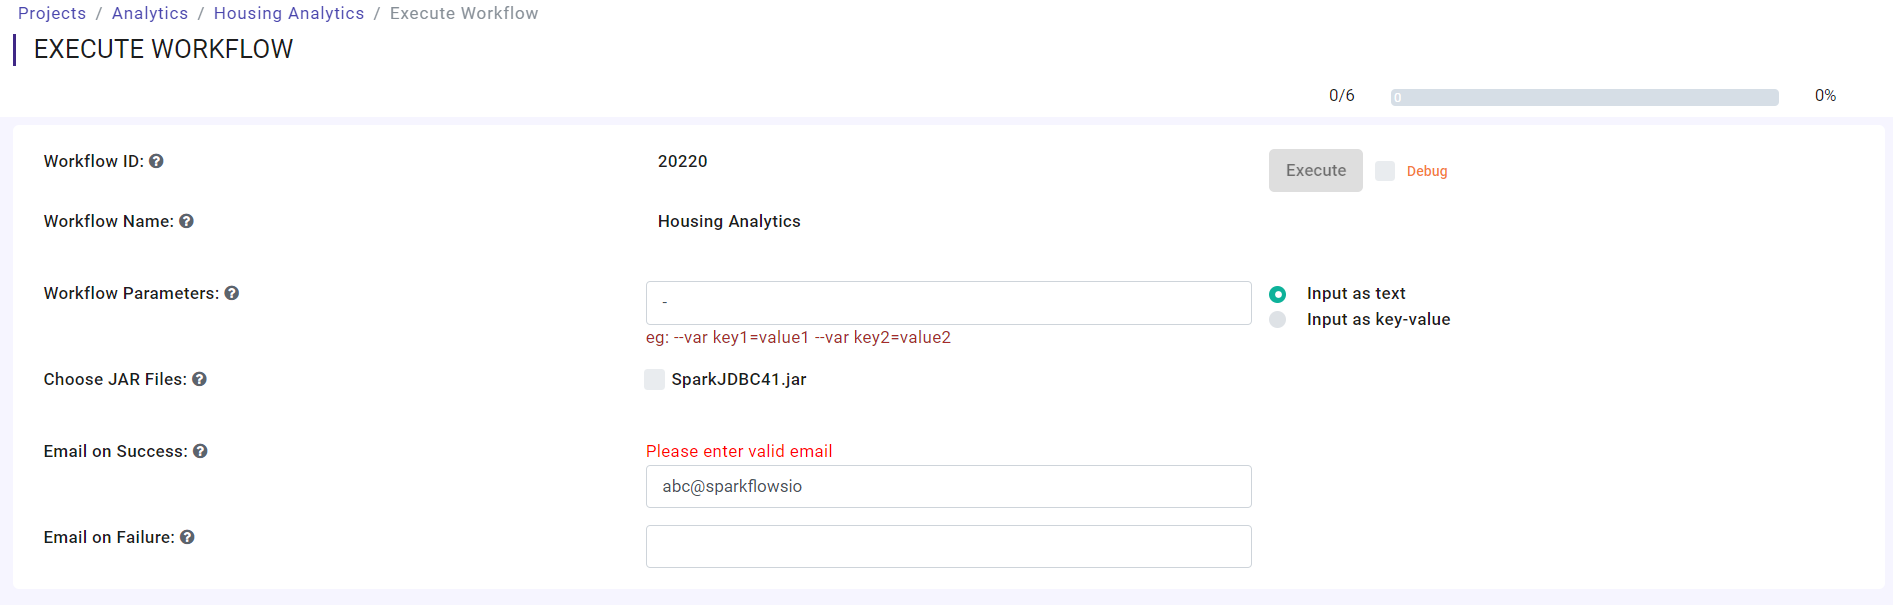 Projects / Analytics / Housing Analytics / Execute Workflow
EXECUTE WORKFLOW
0/6 0 0%
Workflow ID: 20220 Execute Debug
Workflow Name: Housing Analytics
Workflow Parameters: - Input as text
Input as key-value
eg: --var key1=value1 --var key2=value2
Choose JAR Files: SparkJDBC41.jar
Email on Success: Please enter valid email
abc@sparkflowsio
Email on Failure: